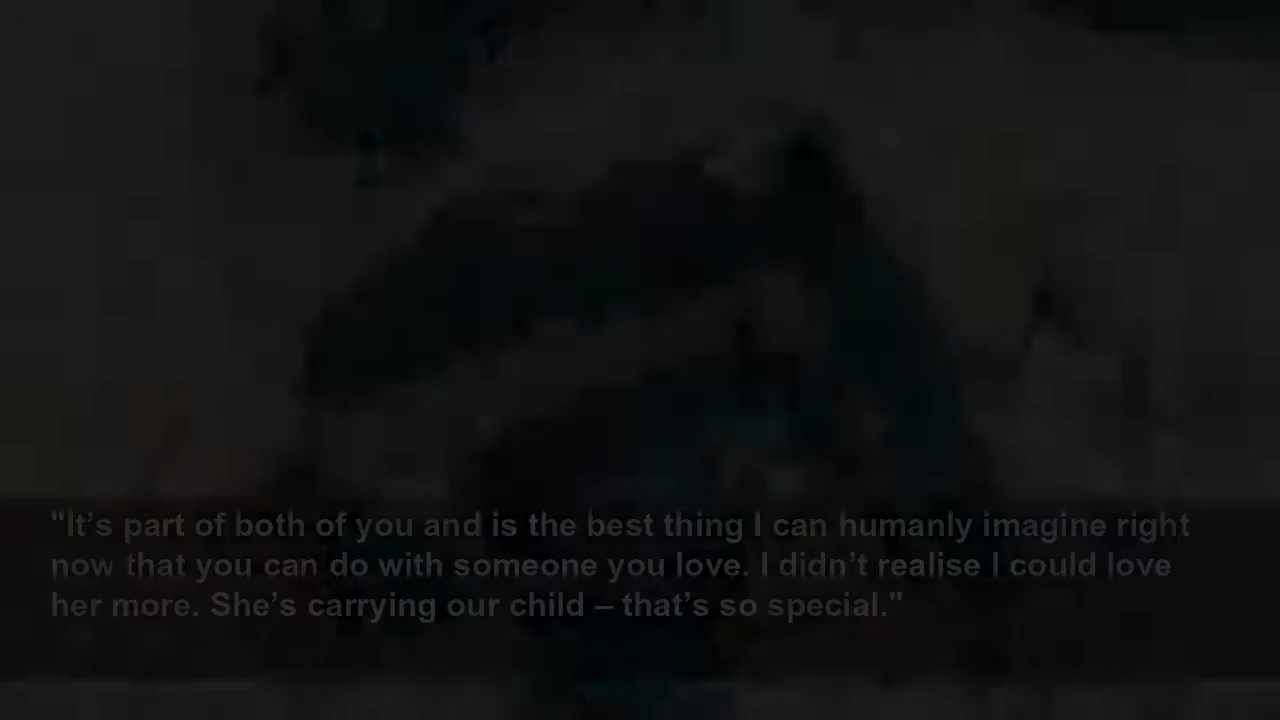 "It’s part of both of you and is the best thing I can humanly imagine right
now that you can do with someone you love. I didn’t realise I could love
her more. She’s carrying our child – that’s so special."